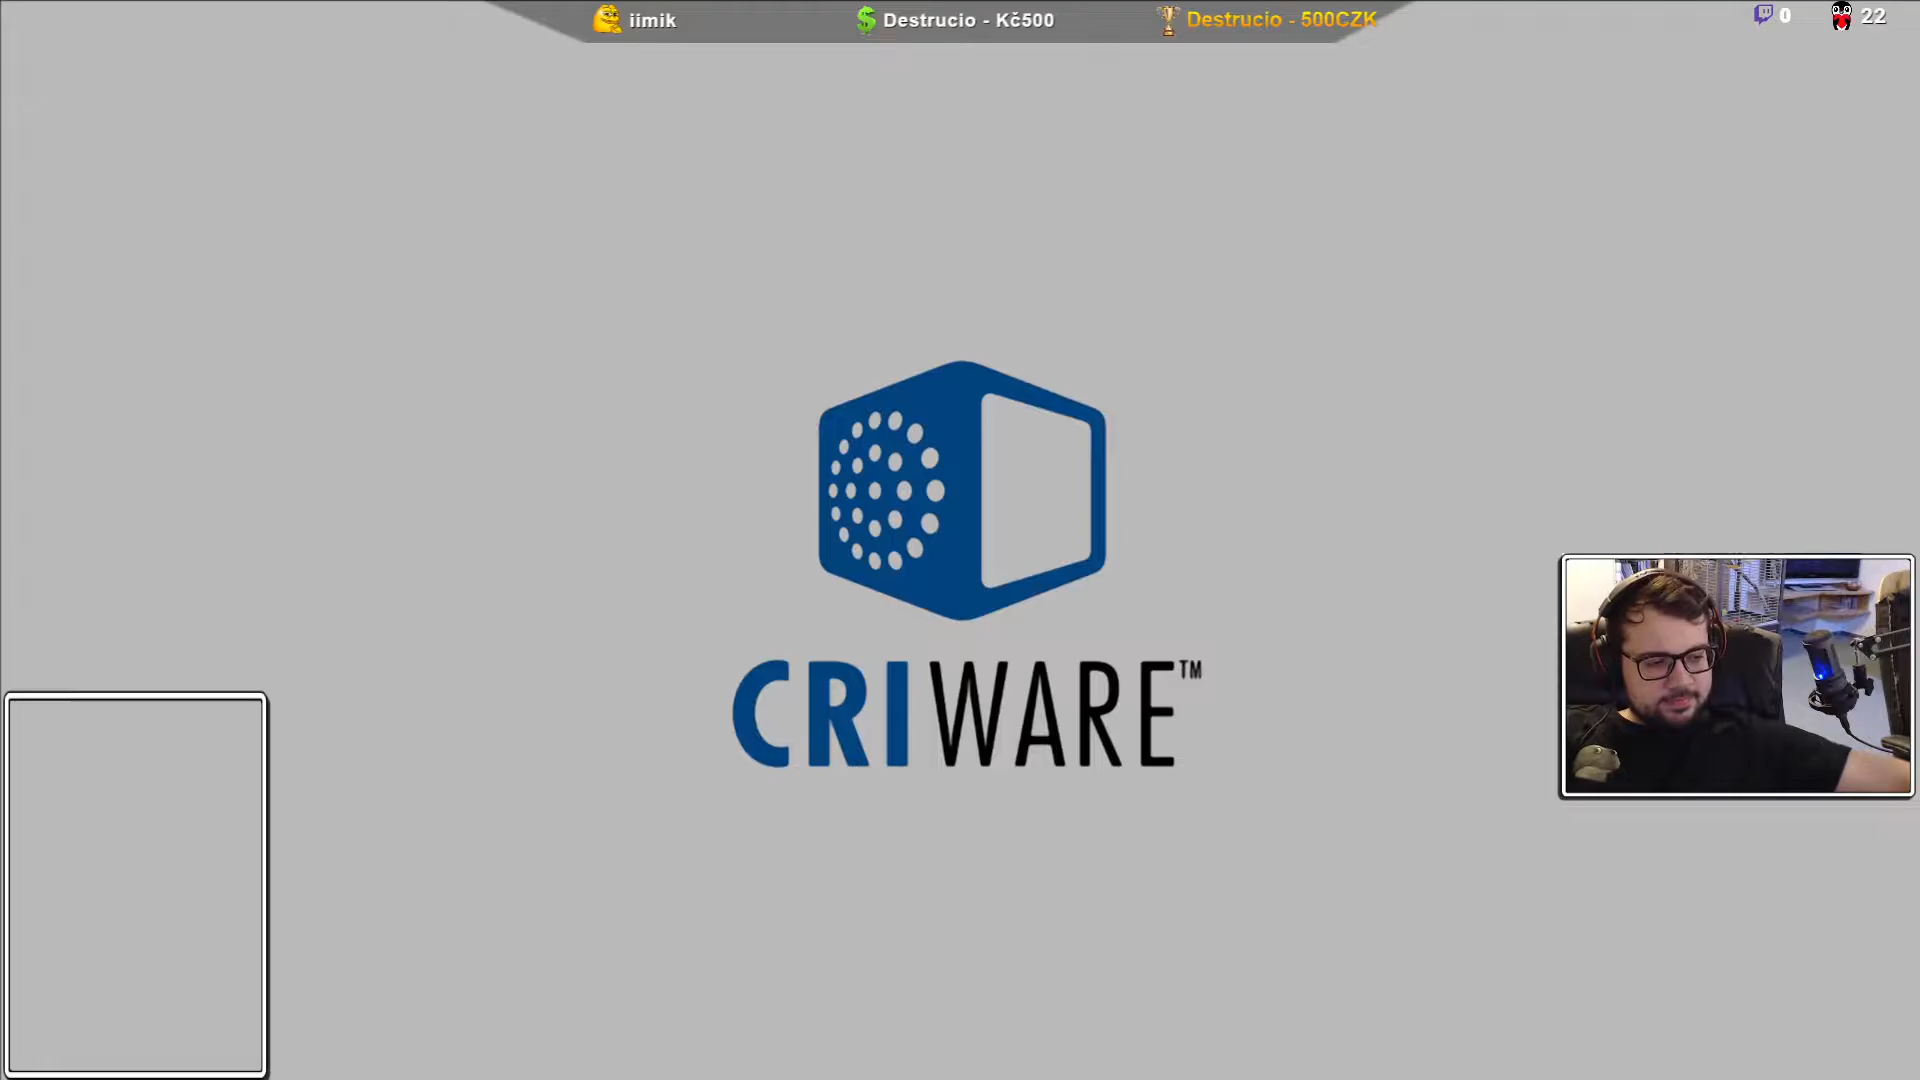 iimik
Destrucio - Kč500
Destrucio - 500CZK
0
22
CRIWARE™